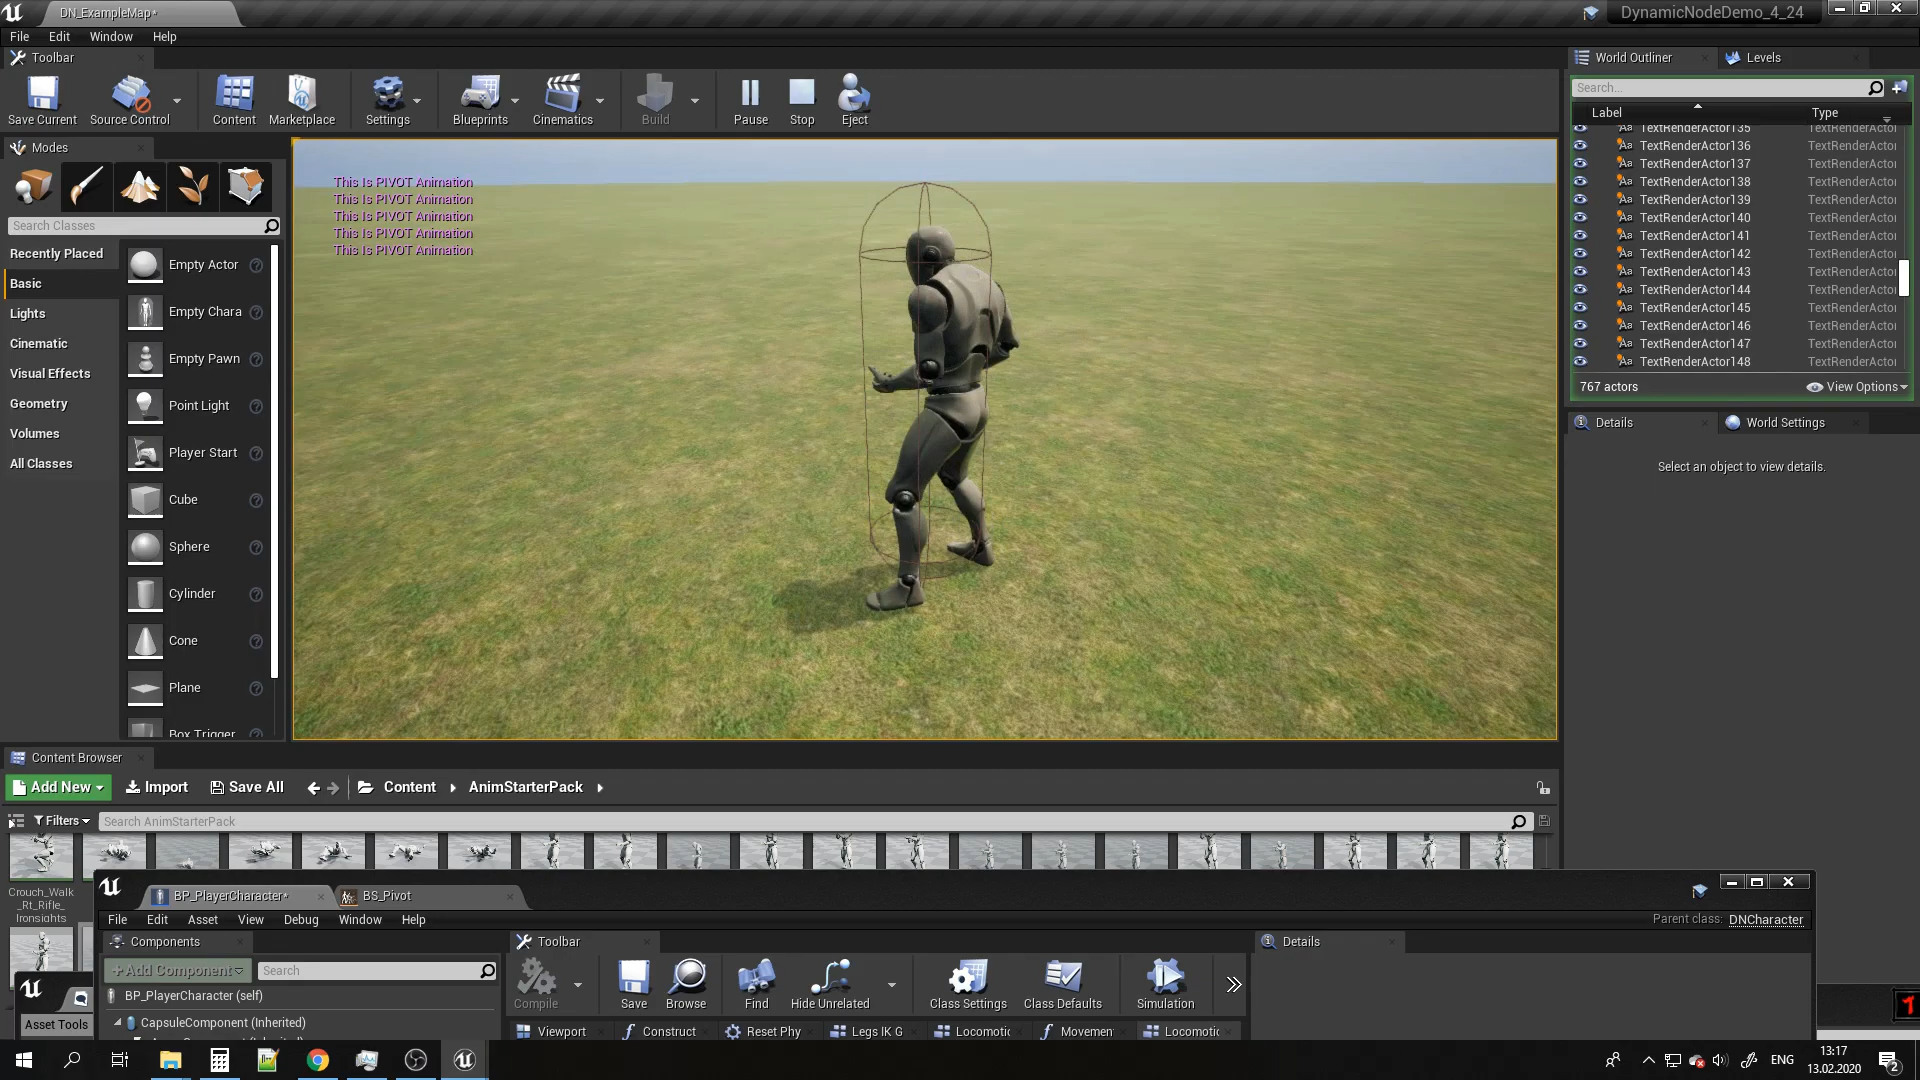 DN_ExampleMap*
DynamicNodeDemo_4_24
File Edit Window Help
Toolbar
World Outliner
Levels
Save Current
Source Control
Content
Marketplace
Settings
Blueprints
Cinematics
Build
Pause
Stop
Eject
Search...
Label
Type
TextRenderActor135 TextRenderActor
TextRenderActor136 TextRenderActor
TextRenderActor137 TextRenderActor
TextRenderActor138 TextRenderActor
TextRenderActor139 TextRenderActor
TextRenderActor140 TextRenderActor
TextRenderActor141 TextRenderActor
TextRenderActor142 TextRenderActor
TextRenderActor143 TextRenderActor
TextRenderActor144 TextRenderActor
TextRenderActor145 TextRenderActor
TextRenderActor146 TextRenderActor
TextRenderActor147 TextRenderActor
TextRenderActor148 TextRenderActor
767 actors
View Options
Details
World Settings
Select an object to view details.
Modes
Search Classes
Recently Placed
Basic
Lights
Cinematic
Visual Effects
Geometry
Volumes
All Classes
Empty Actor
Empty Chara
Empty Pawn
Point Light
Player Start
Cube
Sphere
Cylinder
Cone
Plane
Box Trigger
This Is PIVOT Animation
This Is PIVOT Animation
This Is PIVOT Animation
This Is PIVOT Animation
This Is PIVOT Animation
Content Browser
Add New
Import
Save All
Content
AnimStarterPack
Filters
Search AnimStarterPack
Crouch_Walk
_Rt_Rifle_
Ironsights
BP_PlayerCharacter*
BS_Pivot
File Edit Asset View Debug Window Help
Parent class: DNCharacter
Components
Toolbar
Details
+Add Component
Search
BP_PlayerCharacter (self)
CapsuleComponent (Inherited)
Compile
Save
Browse
Find
Hide Unrelated
Class Settings
Class Defaults
Simulation
Viewport
Construct
Reset Phy
Legs IK G
Locomotic
Movemen
Locomotic
Asset Tools
ENG
13:17
13.02.2020
2